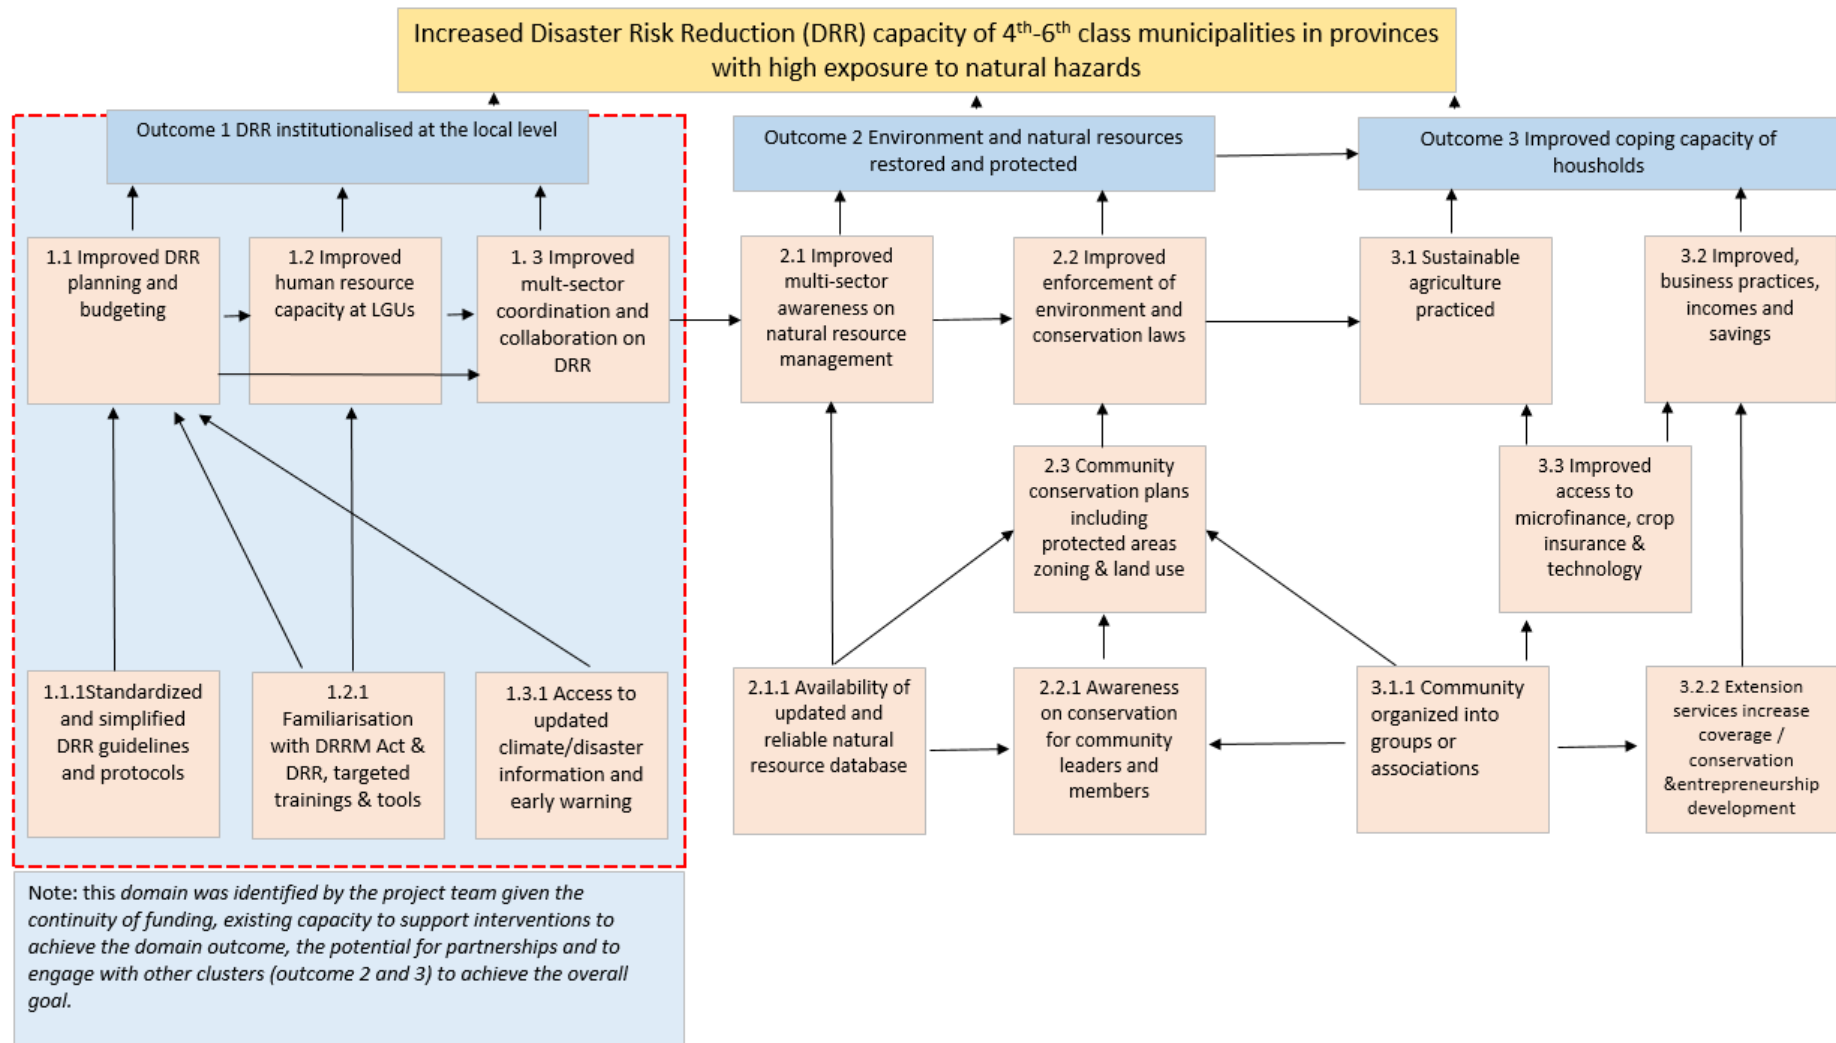 Increased Disaster Risk Reduction (DRR) capacity of 4th-6th class municipalities in provinces
with high exposure to natural hazards
Outcome 1 DRR institutionalised at the local level
Outcome 2 Environment and natural resources
restored and protected
Outcome 3 Improved coping capacity of
housholds
1.1 Improved DRR
planning and
budgeting
1.2 Improved
human resource
capacity at LGUs
1. 3 Improved
mult-sector
coordination and
collaboration on
DRR
2.1 Improved
multi-sector
awareness on
natural resource
management
2.2 Improved
enforcement of
environment and
conservation laws
3.1 Sustainable
agriculture
practiced
3.2 Improved,
business practices,
incomes and
savings
2.3 Community
conservation plans
including
protected areas
zoning & land use
3.3 Improved
access to
microfinance, crop
insurance &
technology
1.1.1Standardized
and simplified
DRR guidelines
and protocols
1.2.1
Familiarisation
with DRRM Act &
DRR, targeted
trainings & tools
1.3.1 Access to
updated
climate/disaster
information and
early warning
2.1.1 Availability of
updated and
reliable natural
resource database
2.2.1 Awareness
on conservation
for community
leaders and
members
3.1.1 Community
organized into
groups or
associations
3.2.2 Extension
services increase
coverage /
conservation
&entrepreneurship
development
Note: this domain was identified by the project team given the
continuity of funding, existing capacity to support interventions to
achieve the domain outcome, the potential for partnerships and to
engage with other clusters (outcome 2 and 3) to achieve the overall
goal.